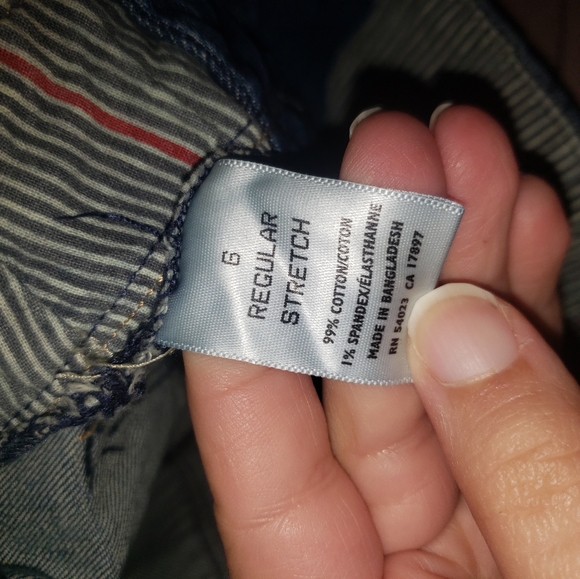 6
REGULAR
STRETCH
99% COTTON/COTON
1% SPANDEX/ÉLASTHANNE
MADE IN BANGLADESH
RN 54023 CA 17897